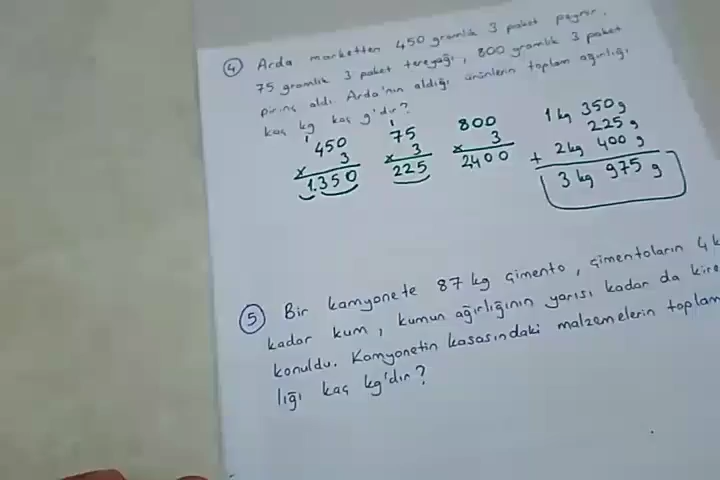 4 Arda marketten 450 gramlık 3 paket peynir,
75 gramlık 3 paket tereyağı, 800 gramlık 3 paket
pirinç aldı. Arda'nın aldığı ürünlerin toplam ağırlığı
kaç kg kaç g'dır?
1 1
450 75 800 1 kg 350 g
x 3 x 3 x 3 225 g
1.350 225 2400 + 2 kg 400 g
3 kg 975 g
5 Bir kamyonete 87 kg çimento, çimentoların 4 k
kadar kum, kumun ağırlığının yarısı kadar da kire
konuldu. Kamyonetin kasasındaki malzemelerin toplam
lığı kaç kg'dır?